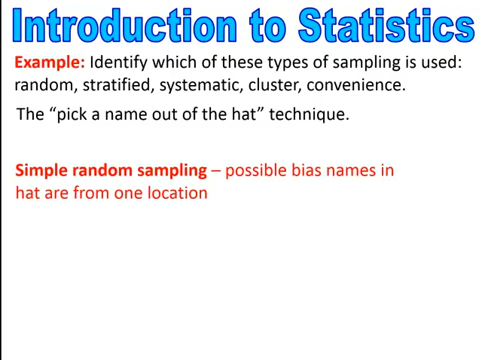 Introduction to Statistics
Example: Identify which of these types of sampling is used:
random, stratified, systematic, cluster, convenience.
The “pick a name out of the hat” technique.
Simple random sampling – possible bias names in
hat are from one location